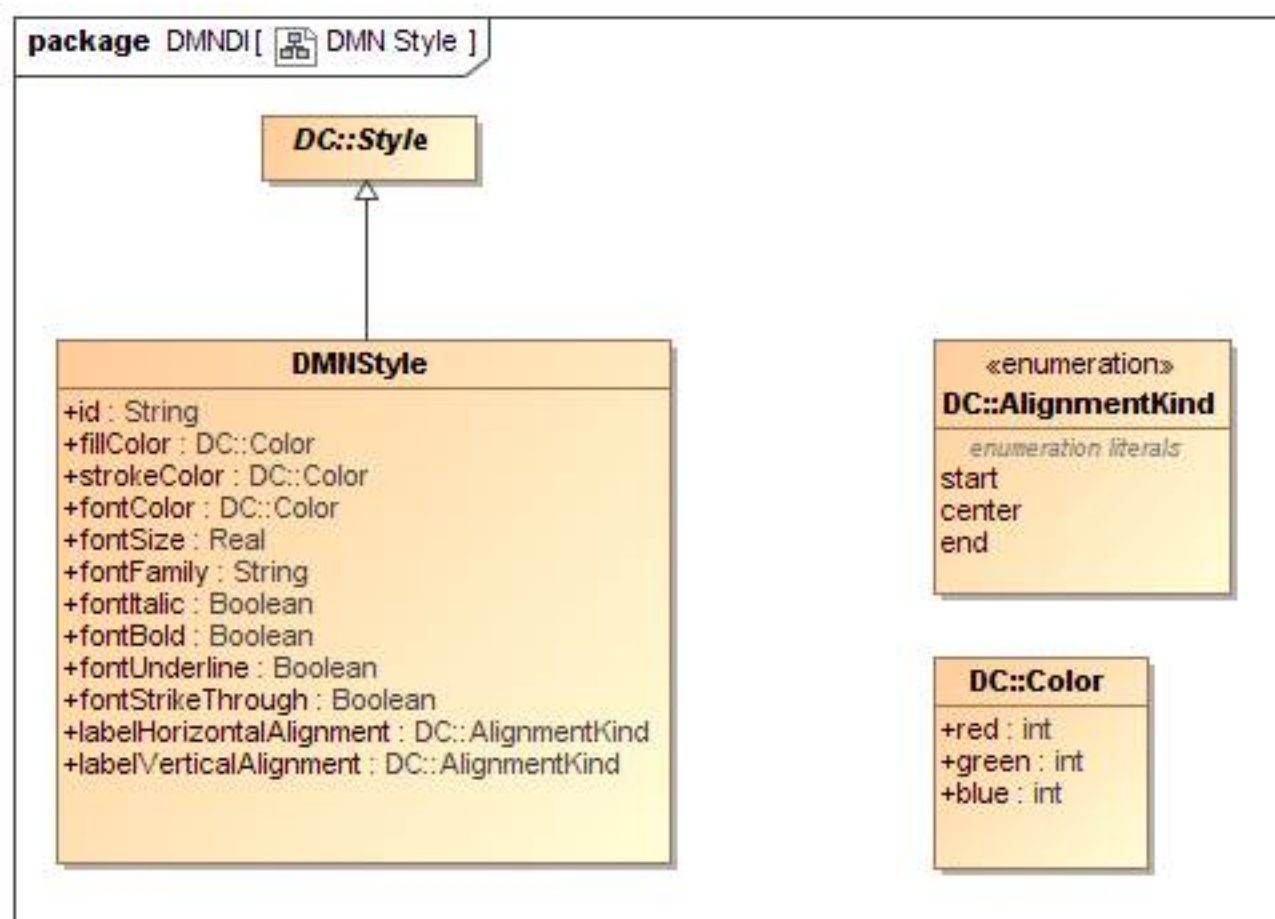 package DMNDI [ DMN Style ]
DC::Style
DMNStyle
+id : String
+fillColor : DC::Color
+strokeColor : DC::Color
+fontColor : DC::Color
+fontSize : Real
+fontFamily : String
+fontItalic : Boolean
+fontBold : Boolean
+fontUnderline : Boolean
+fontStrikeThrough : Boolean
+labelHorizontalAlignment : DC::AlignmentKind
+labelVerticalAlignment : DC::AlignmentKind
«enumeration»
DC::AlignmentKind
enumeration literals
start
center
end
DC::Color
+red : int
+green : int
+blue : int